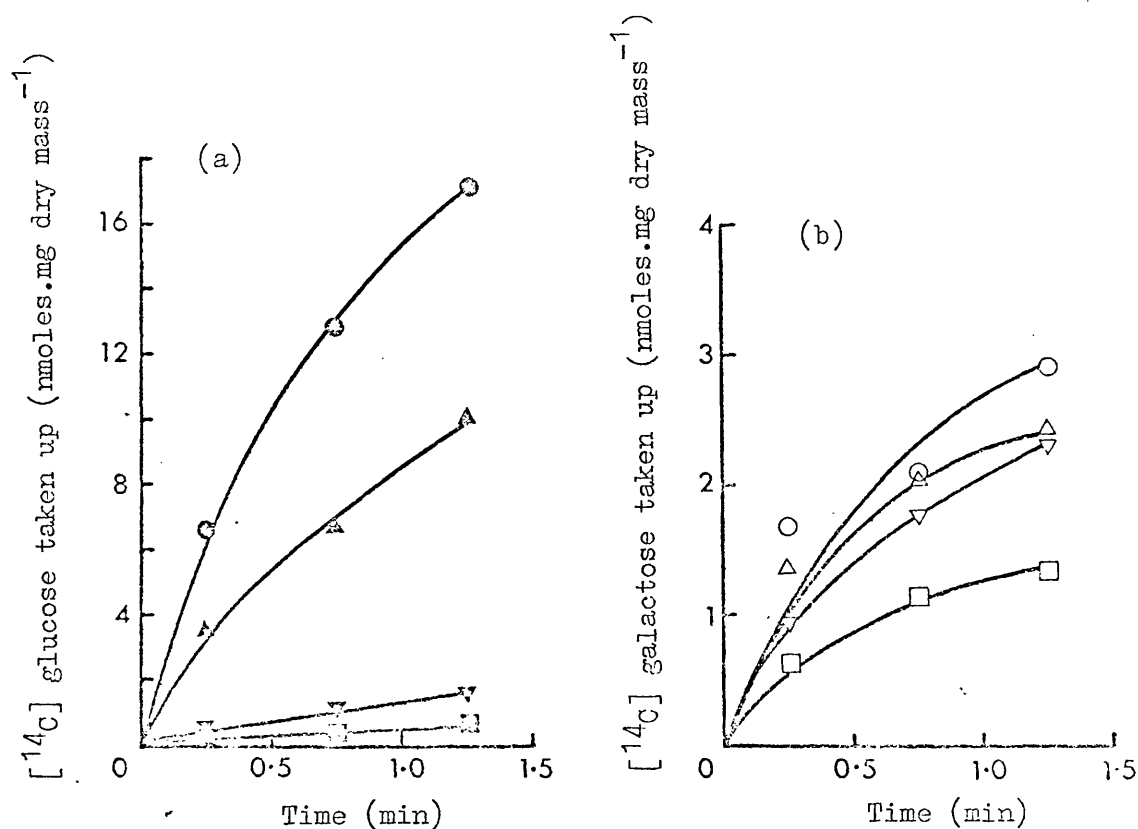 [¹⁴C] glucose taken up (nmoles.mg dry mass⁻¹)
(a)
16
12
8
4
0
0·5
1·0
1·5
Time (min)
[¹⁴C] galactose taken up (nmoles.mg dry mass⁻¹)
(b)
4
3
2
1
0
0·5
1·0
1·5
Time (min)